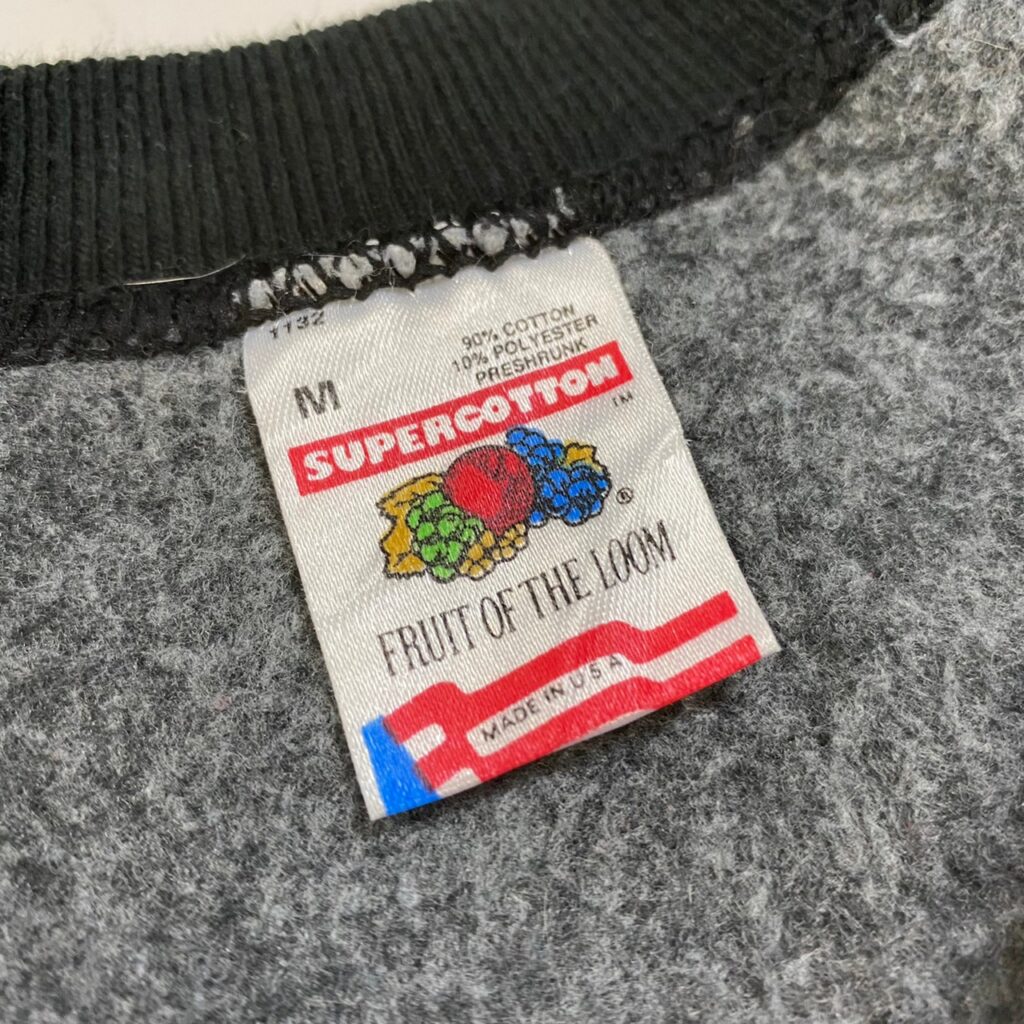 1132
M
90% COTTON
10% POLYESTER
PRESHRUNK
SUPERCOTTON
TM
®
FRUIT OF THE LOOM
MADE IN U S A